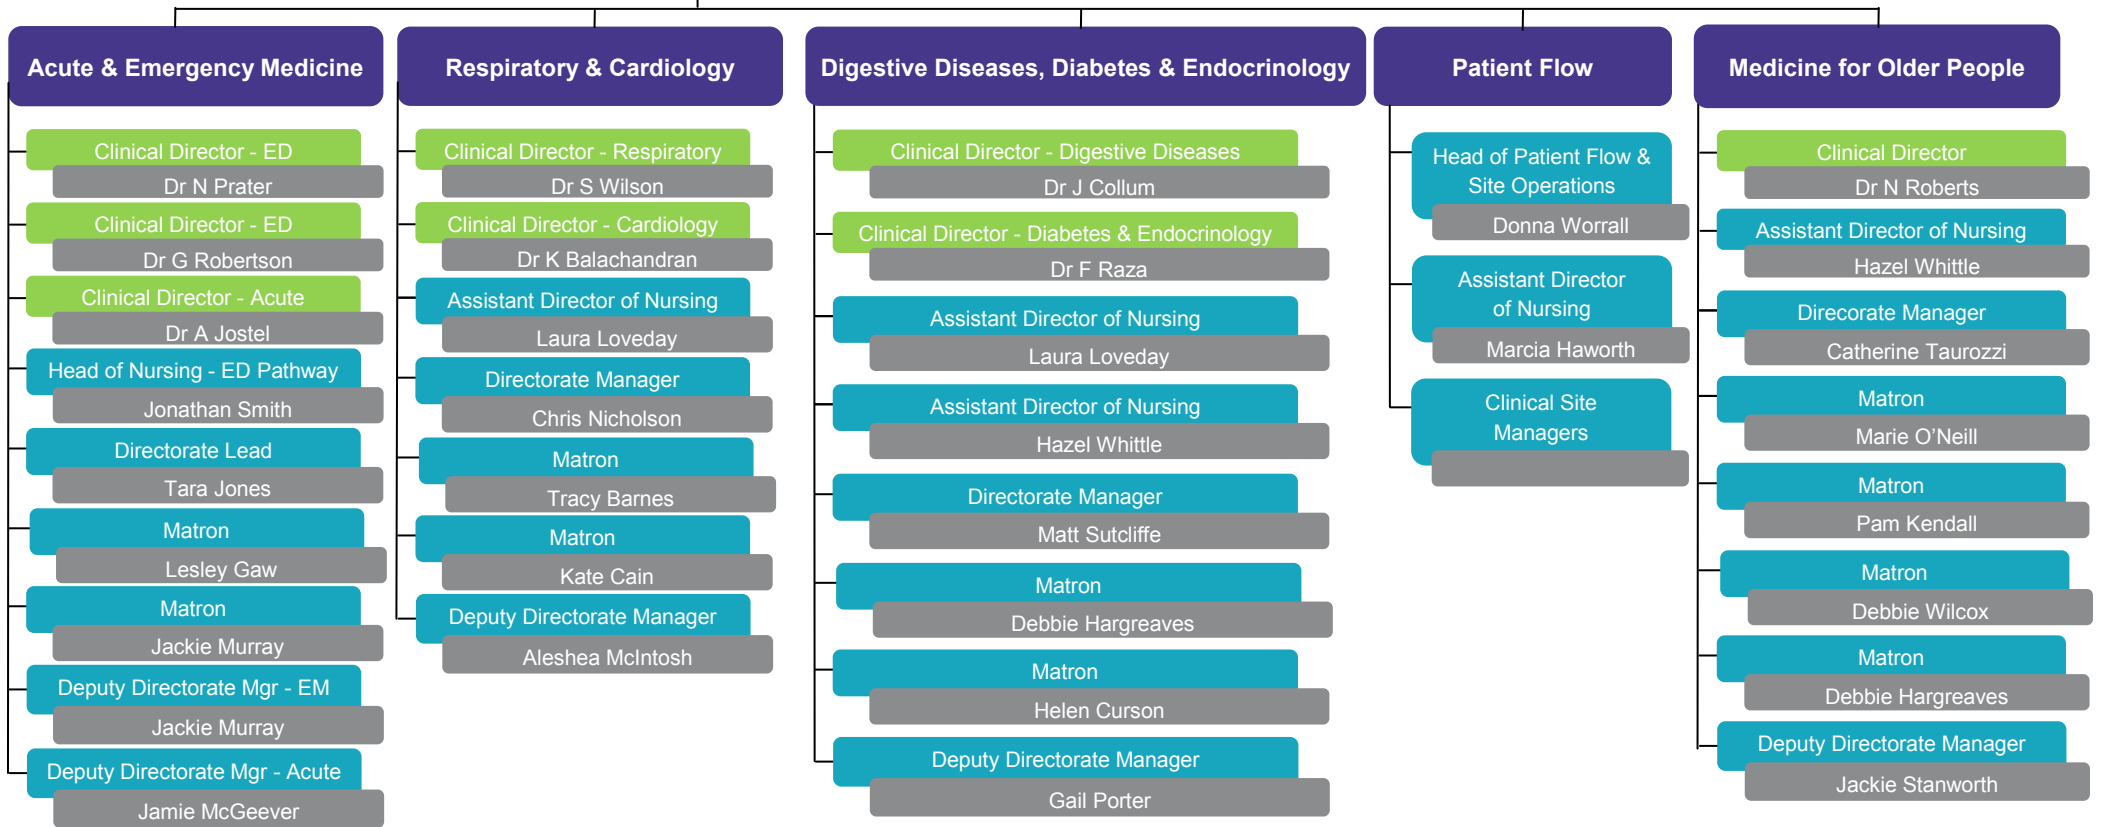 Acute & Emergency Medicine
Clinical Director - ED
Dr N Prater
Clinical Director - ED
Dr G Robertson
Clinical Director - Acute
Dr A Jostel
Head of Nursing - ED Pathway
Jonathan Smith
Directorate Lead
Tara Jones
Matron
Lesley Gaw
Matron
Jackie Murray
Deputy Directorate Mgr - EM
Jackie Murray
Deputy Directorate Mgr - Acute
Jamie McGeever
Respiratory & Cardiology
Clinical Director - Respiratory
Dr S Wilson
Clinical Director - Cardiology
Dr K Balachandran
Assistant Director of Nursing
Laura Loveday
Directorate Manager
Chris Nicholson
Matron
Tracy Barnes
Matron
Kate Cain
Deputy Directorate Manager
Aleshea McIntosh
Digestive Diseases, Diabetes & Endocrinology
Clinical Director - Digestive Diseases
Dr J Collum
Clinical Director - Diabetes & Endocrinology
Dr F Raza
Assistant Director of Nursing
Laura Loveday
Assistant Director of Nursing
Hazel Whittle
Directorate Manager
Matt Sutcliffe
Matron
Debbie Hargreaves
Matron
Helen Curson
Deputy Directorate Manager
Gail Porter
Patient Flow
Head of Patient Flow &
Site Operations
Donna Worrall
Assistant Director
of Nursing
Marcia Haworth
Clinical Site
Managers
Medicine for Older People
Clinical Director
Dr N Roberts
Assistant Director of Nursing
Hazel Whittle
Direcorate Manager
Catherine Taurozzi
Matron
Marie O'Neill
Matron
Pam Kendall
Matron
Debbie Wilcox
Matron
Debbie Hargreaves
Deputy Directorate Manager
Jackie Stanworth